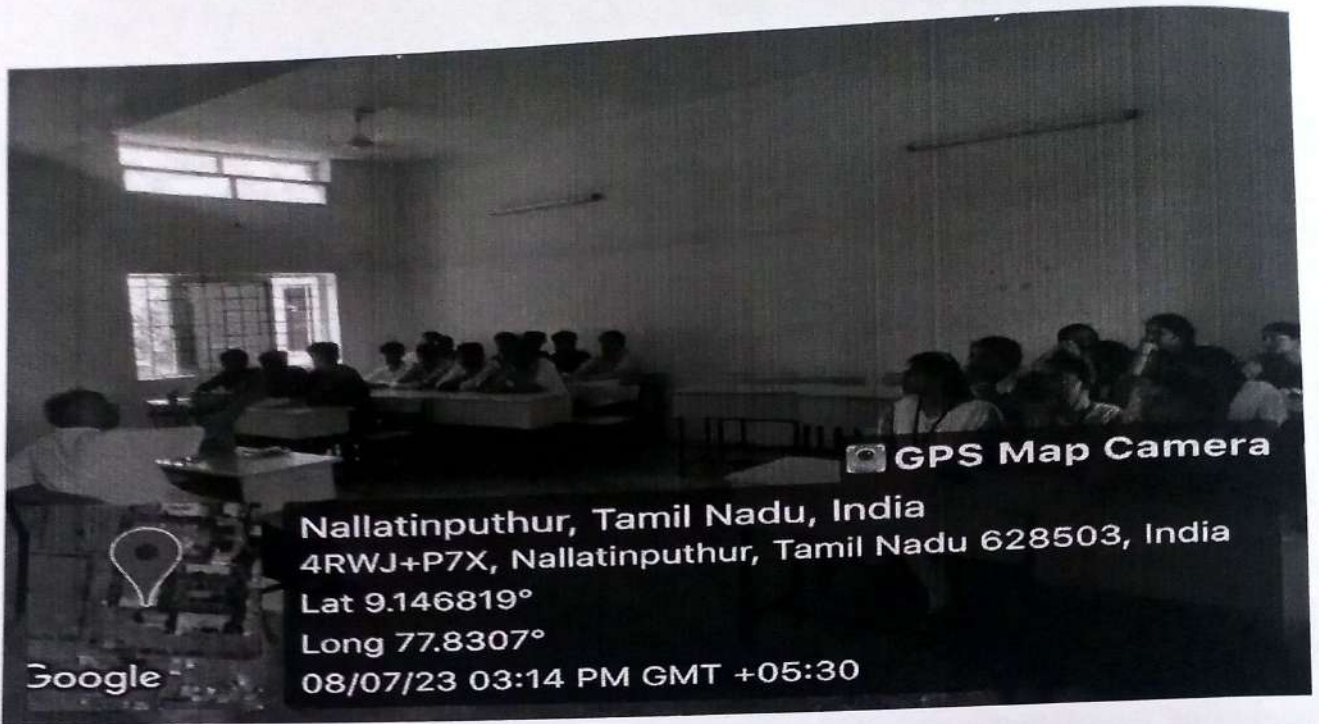 GPS Map Camera
Nallatinputhur, Tamil Nadu, India
4RWJ+P7X, Nallatinputhur, Tamil Nadu 628503, India
Lat 9.146819°
Long 77.8307°
08/07/23 03:14 PM GMT +05:30
Google